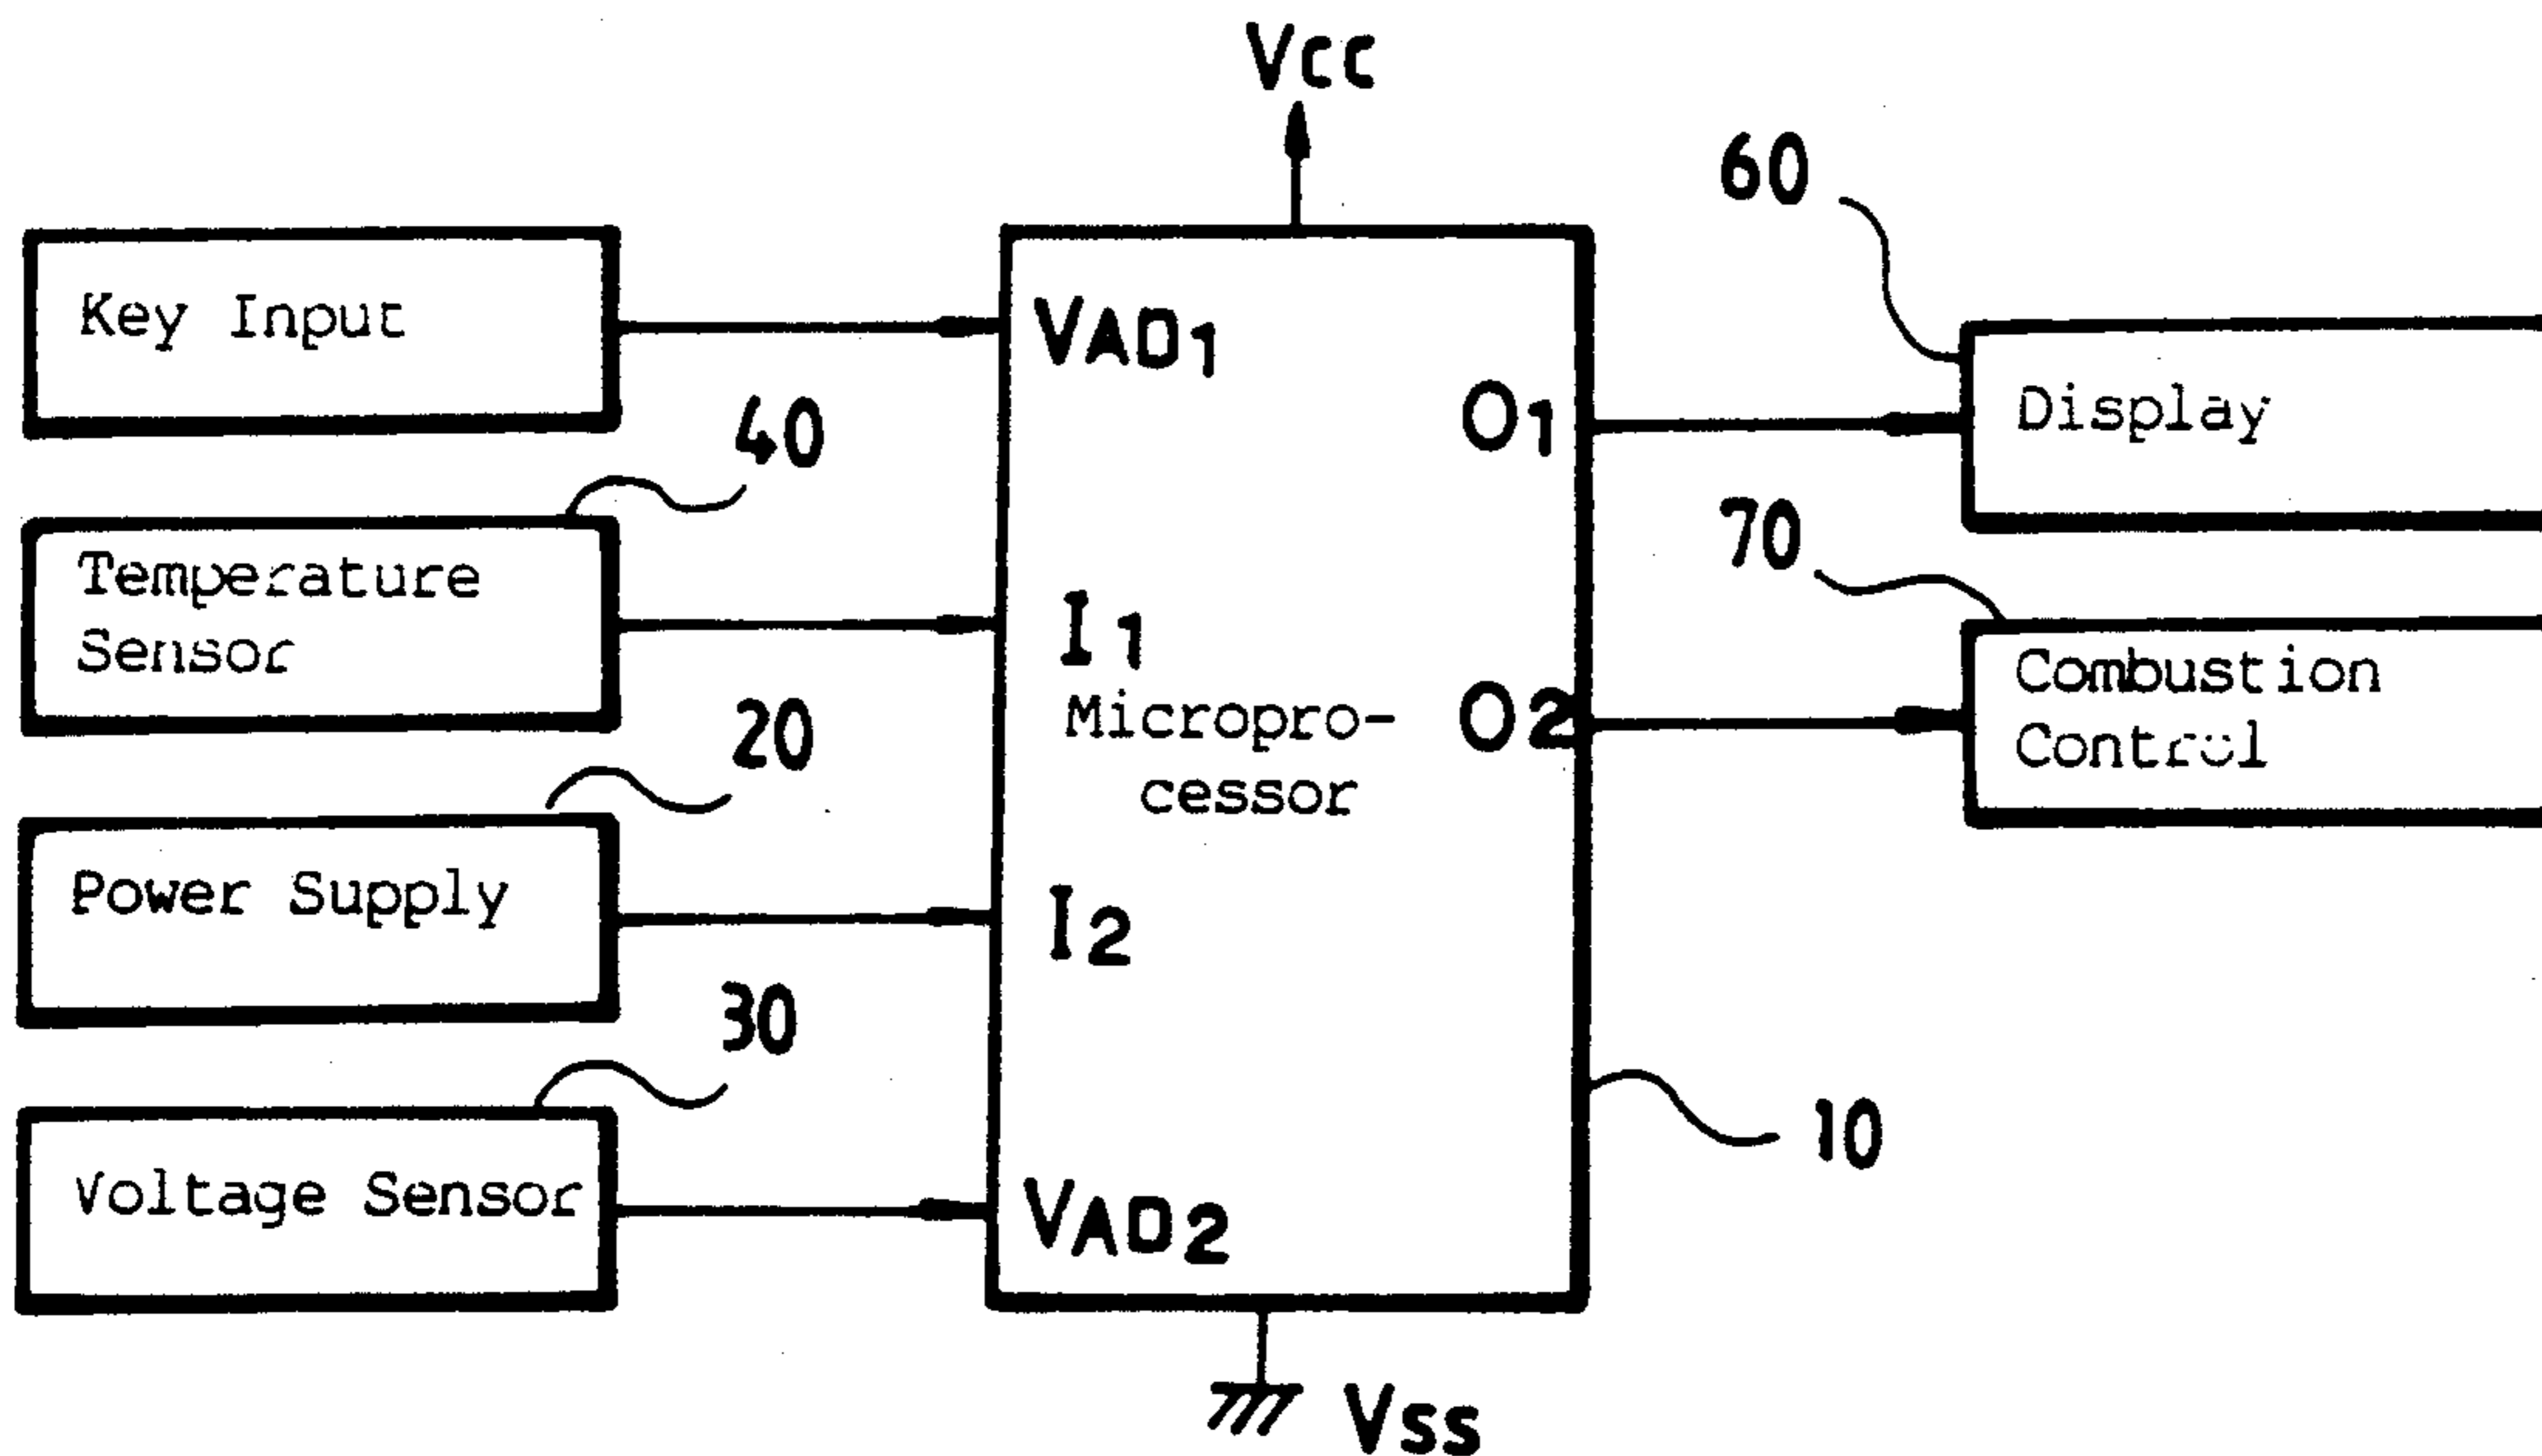 Vcc
60
Key Input
VAD1
40
O1
Display
70
Temperature
Sensor
I1
20
Micropro-
cessor
O2
Combustion
Control
Power Supply
I2
30
10
Voltage Sensor
VAD2
Vss